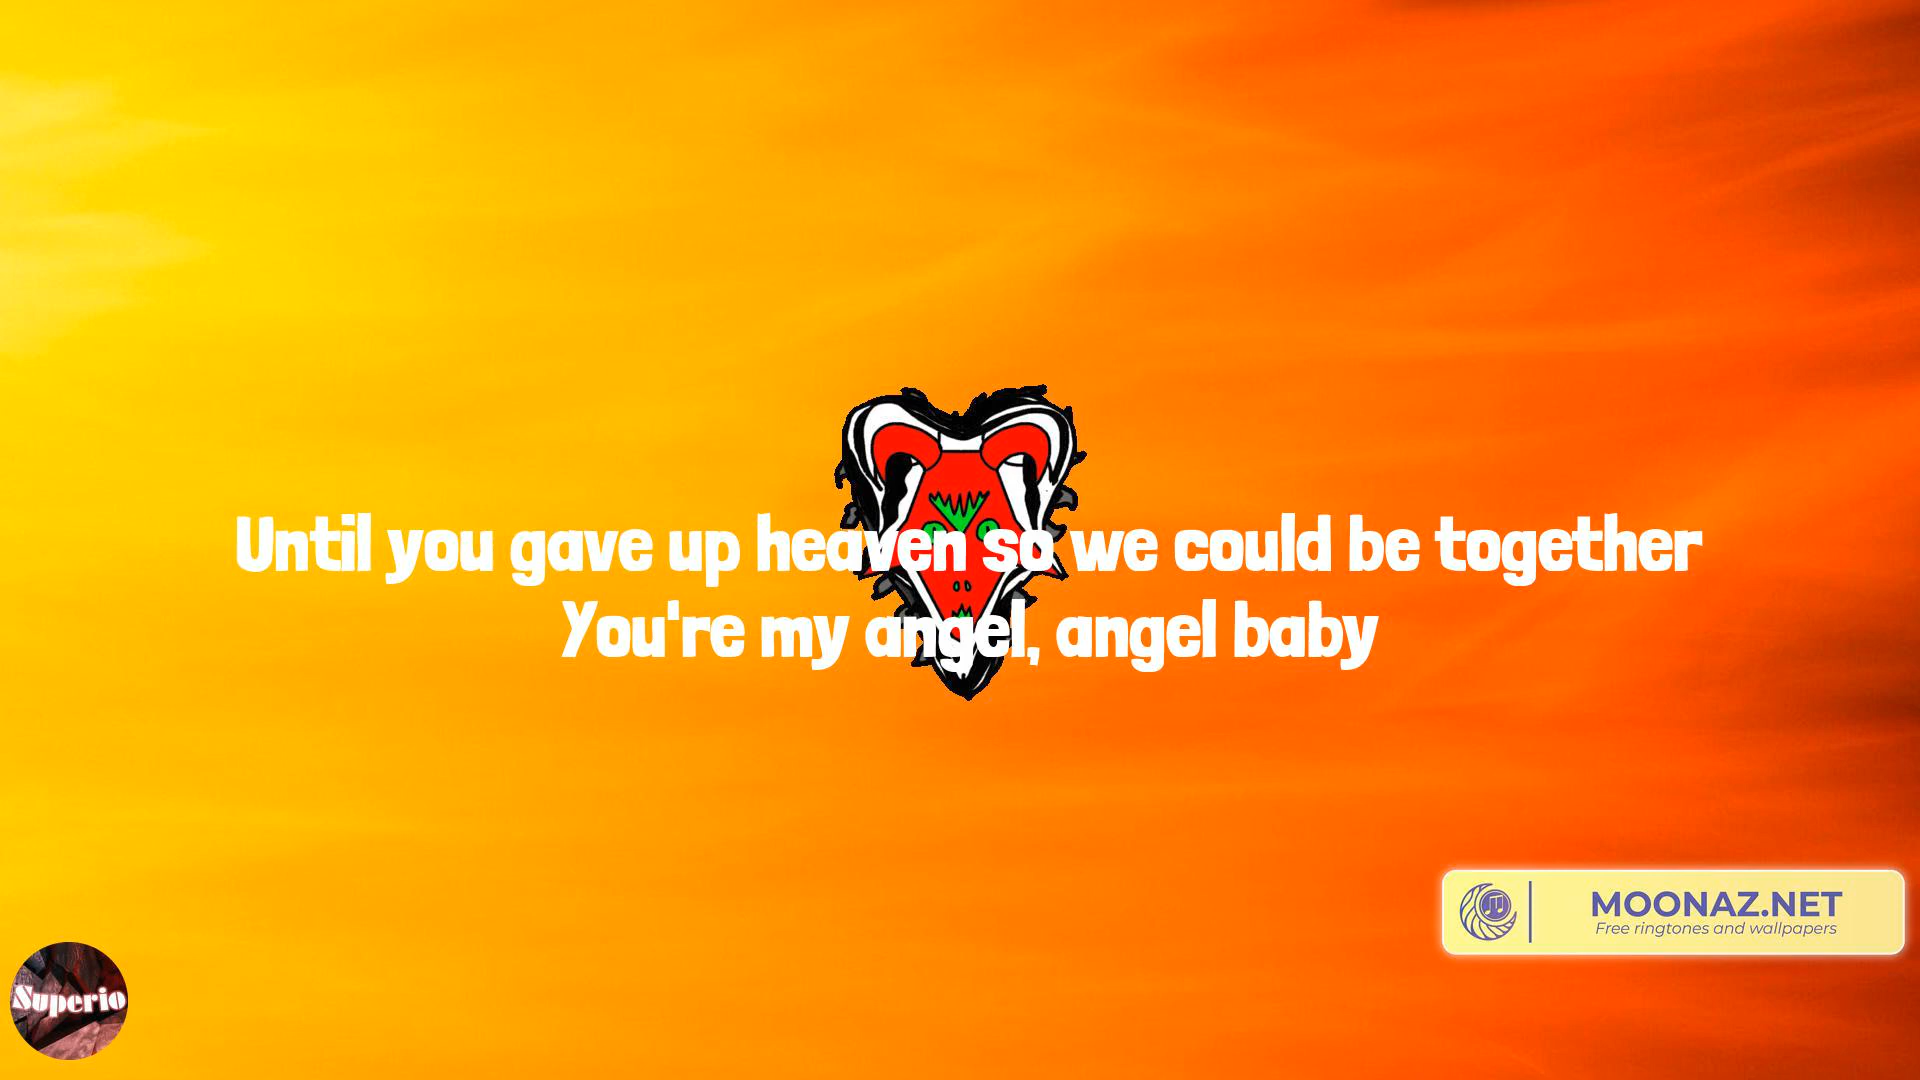 Until you gave up heaven so we could be together
You're my angel, angel baby
MOONAZ.NET
Free ringtones and wallpapers
Superio